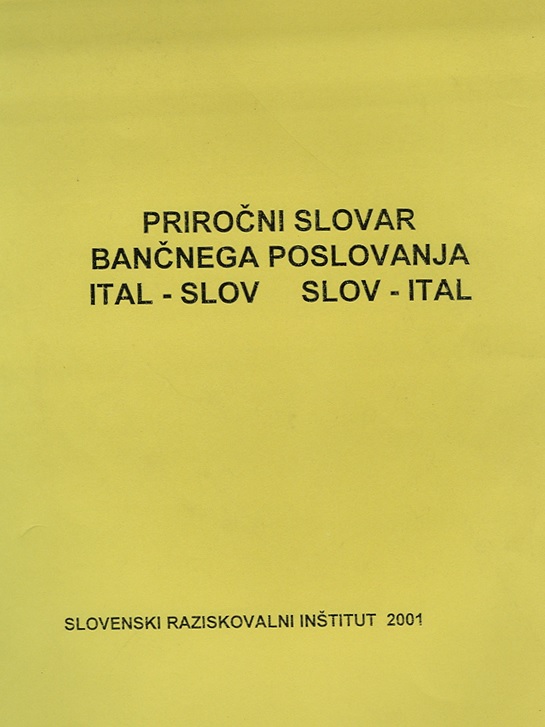 PRIROČNI SLOVAR
BANČNEGA POSLOVANJA
ITAL - SLOV SLOV - ITAL
SLOVENSKI RAZISKOVALNI INŠTITUT 2001